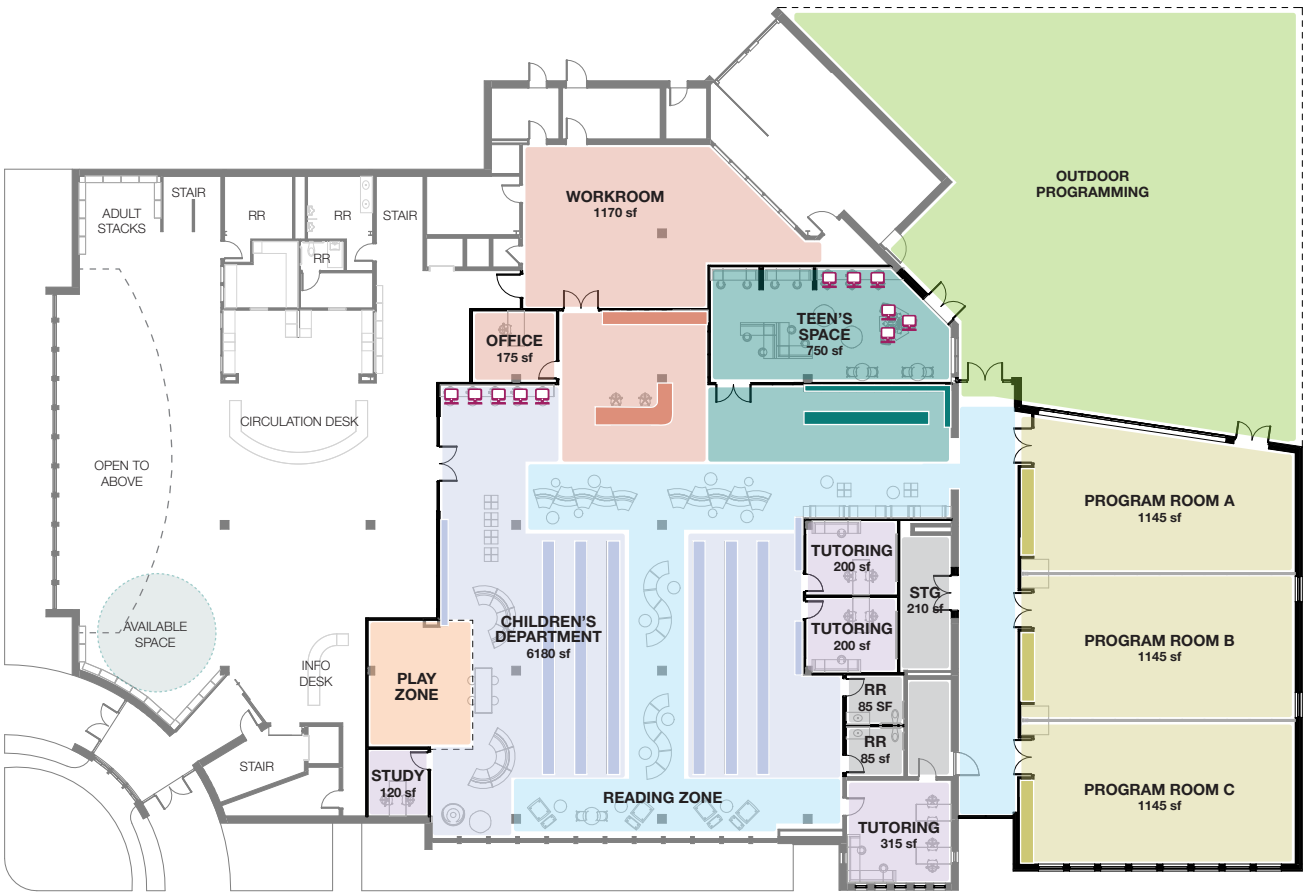 OUTDOOR
PROGRAMMING
WORKROOM
1170 sf
STAIR
ADULT
STACKS
RR
RR
STAIR
RR
TEEN'S
SPACE
750 sf
OFFICE
175 sf
CIRCULATION DESK
OPEN TO
ABOVE
PROGRAM ROOM A
1145 sf
TUTORING
200 sf
STG
210 sf
AVAILABLE
SPACE
CHILDREN'S
DEPARTMENT
6180 sf
TUTORING
200 sf
PROGRAM ROOM B
1145 sf
INFO
DESK
PLAY
ZONE
RR
85 SF
RR
85 sf
STAIR
STUDY
120 sf
READING ZONE
PROGRAM ROOM C
1145 sf
TUTORING
315 sf